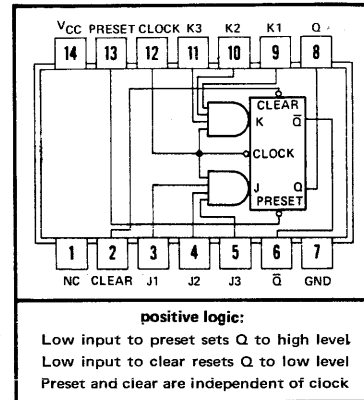 VCC PRESET CLOCK K3 K2 K1 Q
14 13 12 11 10 9 8
CLEAR
K Q̅
CLOCK
J Q
PRESET
1 2 3 4 5 6 7
NC CLEAR J1 J2 J3 Q̅ GND
positive logic:
Low input to preset sets Q to high level.
Low input to clear resets Q to low level
Preset and clear are independent of clock